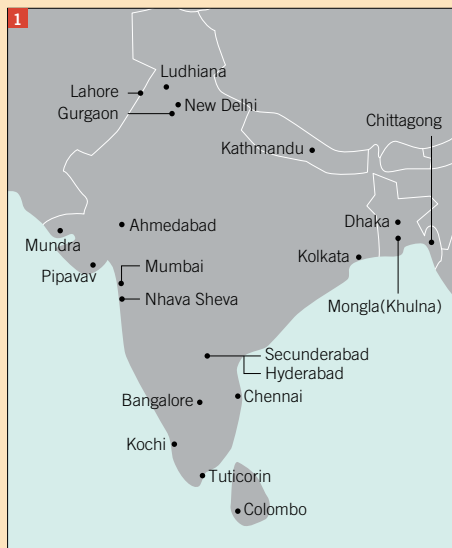 1
Ludhiana
Lahore
New Delhi
Gurgaon
Chittagong
Kathmandu
Dhaka
Ahmedabad
Mundra
Kolkata
Mumbai
Pipavav
Nhava Sheva
Mongla(Khulna)
Secunderabad
Hyderabad
Bangalore
Chennai
Kochi
Tuticorin
Colombo